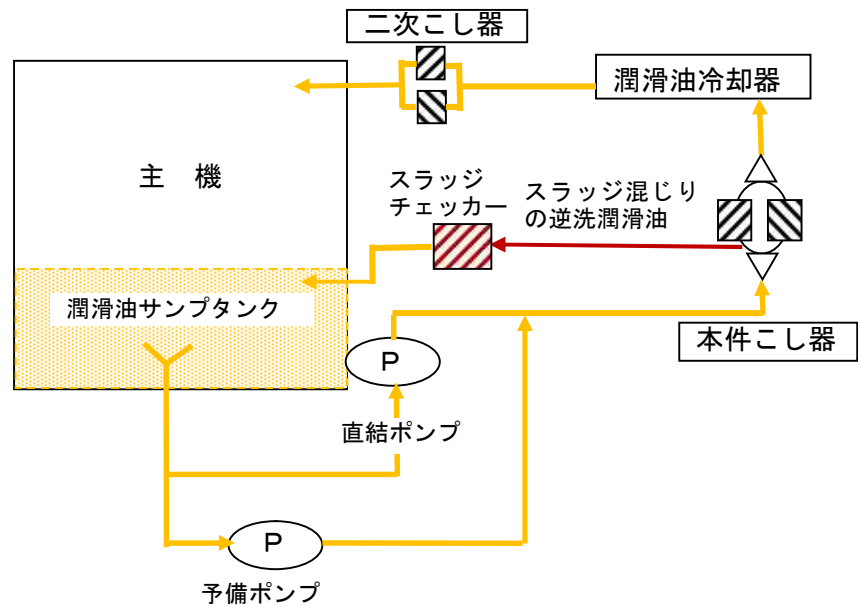 二次こし器
潤滑油冷却器
主 機
スラッジ
チェッカー
スラッジ混じり
の逆洗潤滑油
潤滑油サンプタンク
本件こし器
P
直結ポンプ
P
予備ポンプ